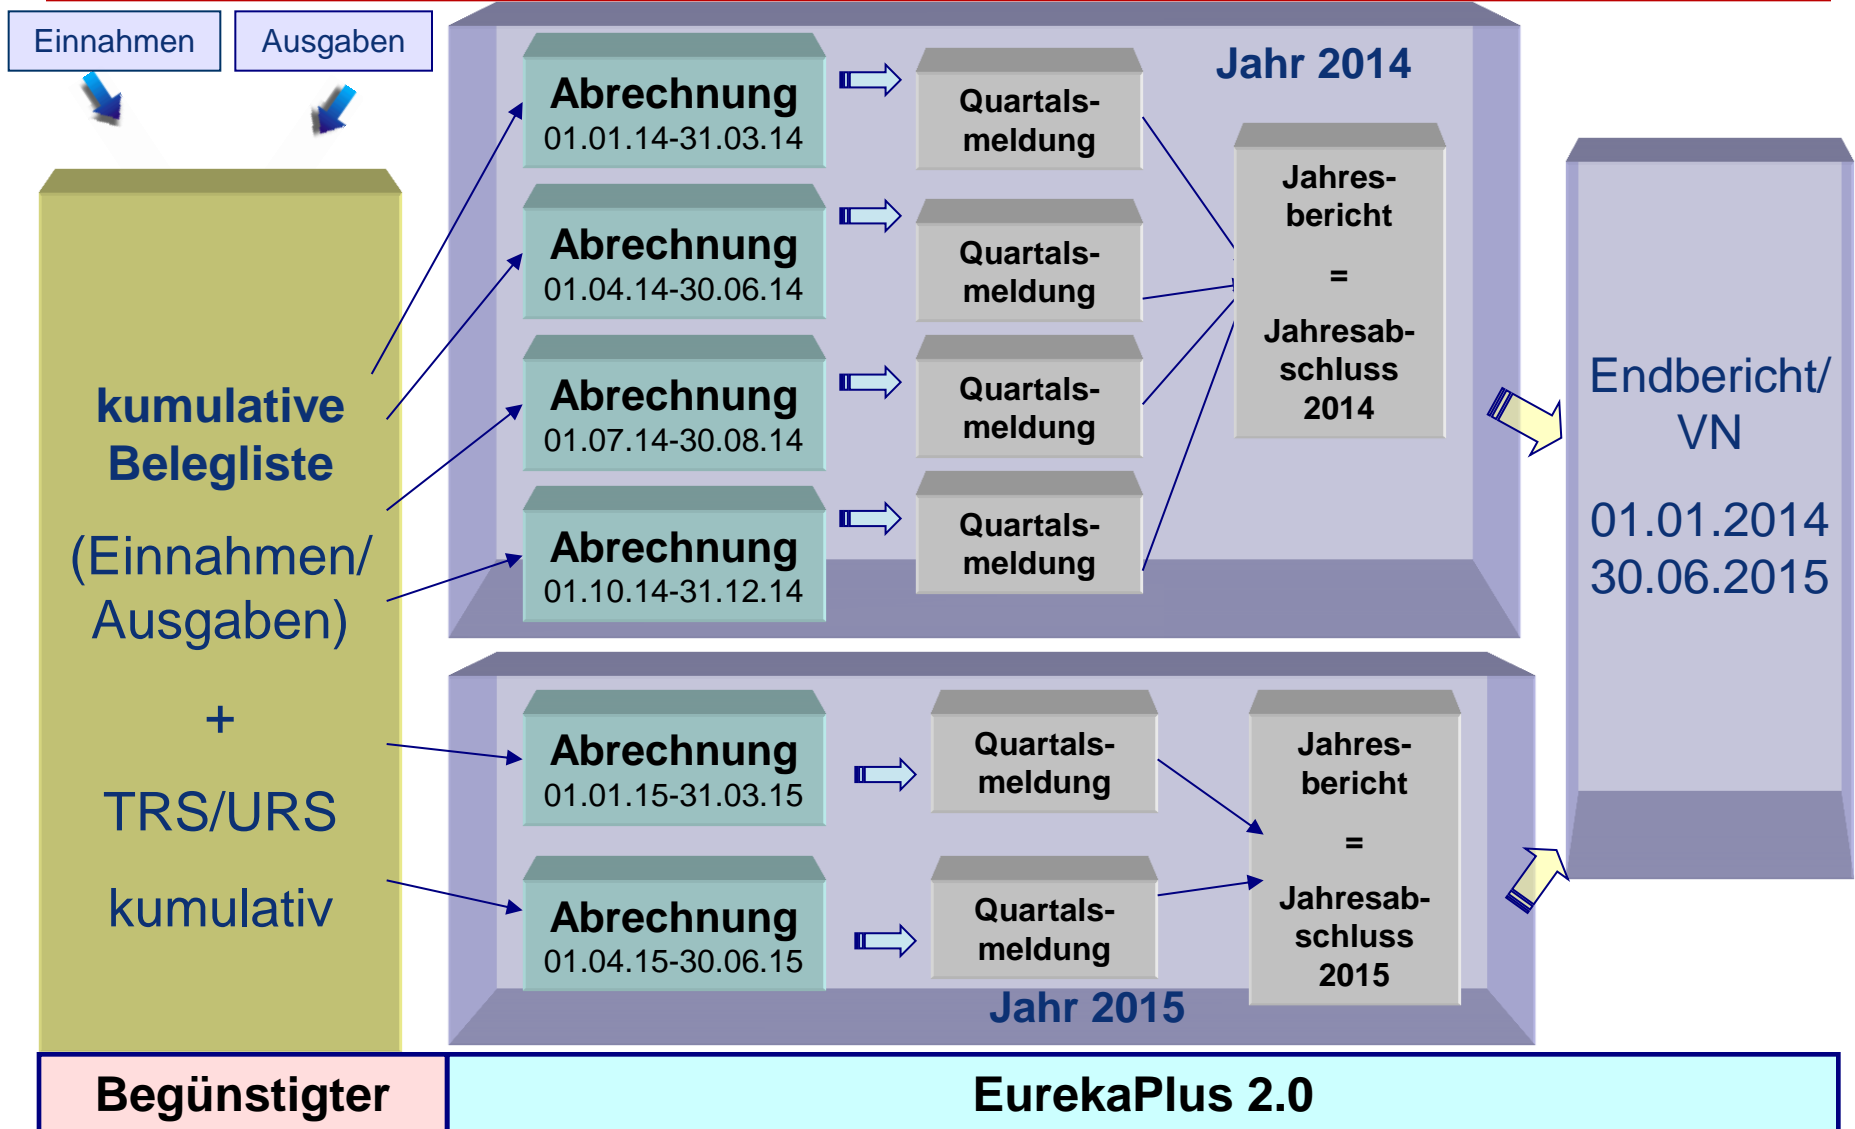 Einnahmen
Ausgaben
kumulative
Belegliste
(Einnahmen/
Ausgaben)
+
TRS/URS
kumulativ
Jahr 2014
Abrechnung
01.01.14-31.03.14
Quartals-
meldung
Abrechnung
01.04.14-30.06.14
Quartals-
meldung
Abrechnung
01.07.14-30.08.14
Quartals-
meldung
Abrechnung
01.10.14-31.12.14
Quartals-
meldung
Jahres-
bericht
=
Jahresab-
schluss
2014
Abrechnung
01.01.15-31.03.15
Quartals-
meldung
Abrechnung
01.04.15-30.06.15
Quartals-
meldung
Jahres-
bericht
=
Jahresab-
schluss
2015
Jahr 2015
Endbericht/
VN
01.01.2014
30.06.2015
Begünstigter
EurekaPlus 2.0